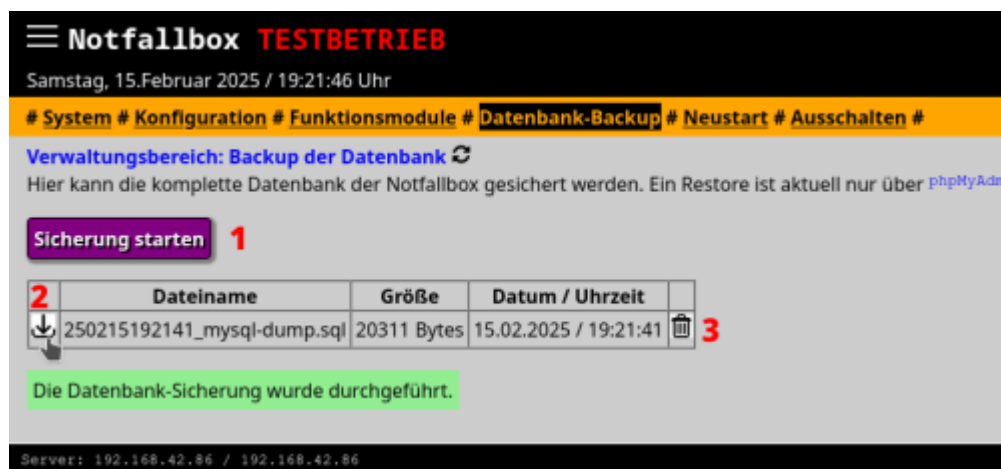 Notfallbox TESTBETRIEB
Samstag, 15.Februar 2025 / 19:21:46 Uhr
# System # Konfiguration # Funktionsmodule # Datenbank-Backup # Neustart # Ausschalten #
Verwaltungsbereich: Backup der Datenbank
Hier kann die komplette Datenbank der Notfallbox gesichert werden. Ein Restore ist aktuell nur über phpMyAdm
Sicherung starten 1
2 Dateiname Größe Datum / Uhrzeit
250215192141_mysql-dump.sql 20311 Bytes 15.02.2025 / 19:21:41 3
Die Datenbank-Sicherung wurde durchgeführt.
Server: 192.168.42.86 / 192.168.42.86